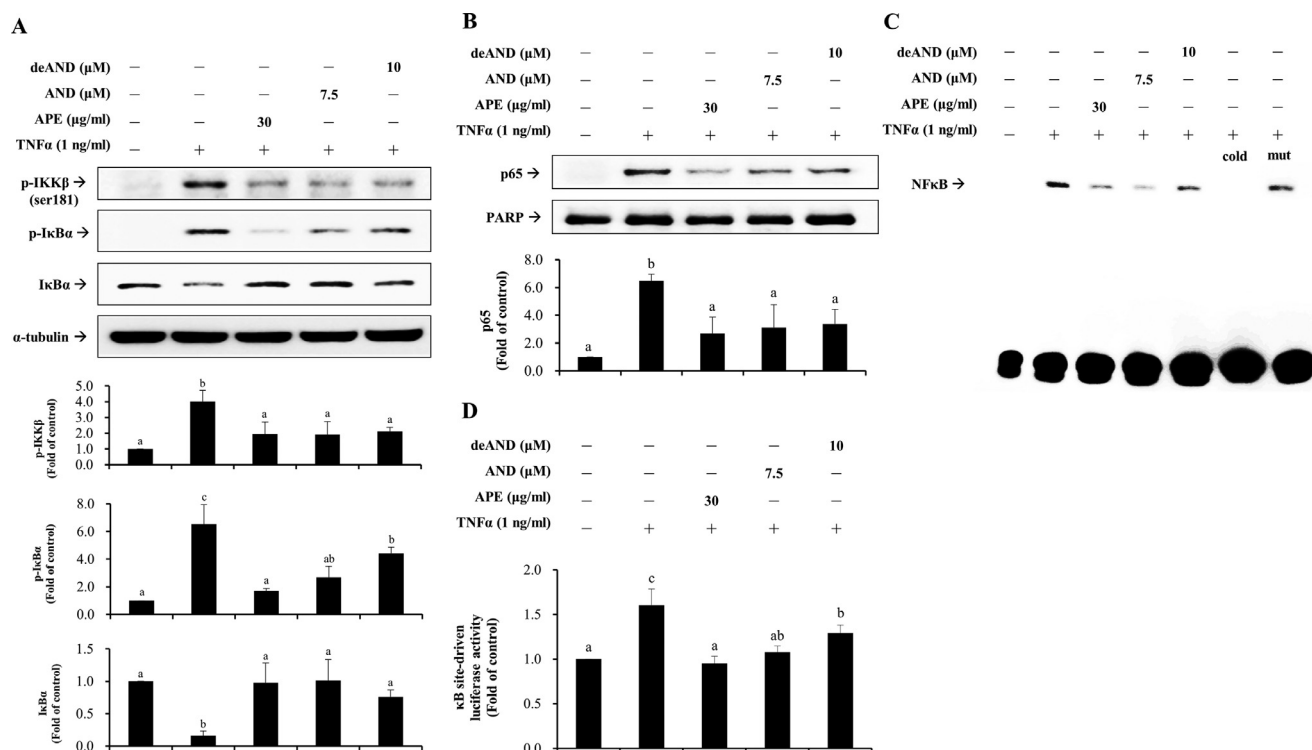 A
deAND (μM) — — — — 10
AND (μM) — — — 7.5 —
APE (μg/ml) — — 30 — —
TNFα (1 ng/ml) — + + + +
p-IKKβ →
(ser181)
p-IκBα →
IκBα →
α-tubulin →
p-IKKβ
(Fold of control)
5.0
4.0
3.0
2.0
1.0
0.0
a b a a a
p-IκBα
(Fold of control)
8.0
6.0
4.0
2.0
0.0
a c a ab b
IκBα
(Fold of control)
1.5
1.0
0.5
0.0
a b a a a
B
deAND (μM) — — — — 10
AND (μM) — — — 7.5 —
APE (μg/ml) — — 30 — —
TNFα (1 ng/ml) — + + + +
p65 →
PARP →
p65
(Fold of control)
8.0
6.0
4.0
2.0
0.0
a b a a a
C
deAND (μM) — — — — 10 — —
AND (μM) — — — 7.5 — — —
APE (μg/ml) — — 30 — — — —
TNFα (1 ng/ml) — + + + + + +
cold mut
NFκB →
D
deAND (μM) — — — — 10
AND (μM) — — — 7.5 —
APE (μg/ml) — — 30 — —
TNFα (1 ng/ml) — + + + +
κB site-driven
luciferase activity
(Fold of control)
2.0
1.5
1.0
0.5
0.0
a c a ab b